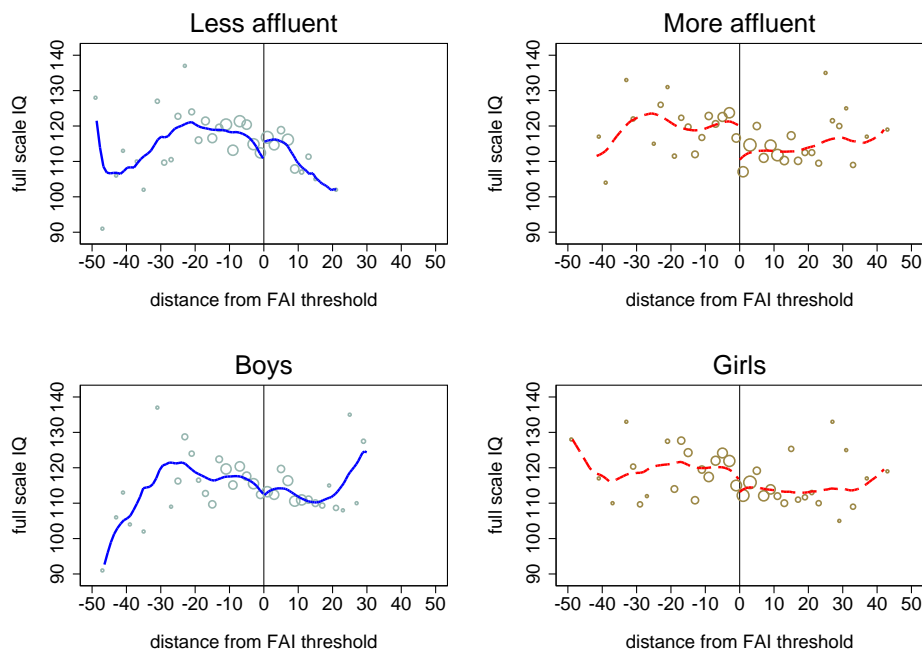 Less affluent
full scale IQ
90 100 110 120 130 140
-50 -40 -30 -20 -10 0 10 20 30 40 50
distance from FAI threshold
More affluent
full scale IQ
90 100 110 120 130 140
-50 -40 -30 -20 -10 0 10 20 30 40 50
distance from FAI threshold
Boys
full scale IQ
90 100 110 120 130 140
-50 -40 -30 -20 -10 0 10 20 30 40 50
distance from FAI threshold
Girls
full scale IQ
90 100 110 120 130 140
-50 -40 -30 -20 -10 0 10 20 30 40 50
distance from FAI threshold